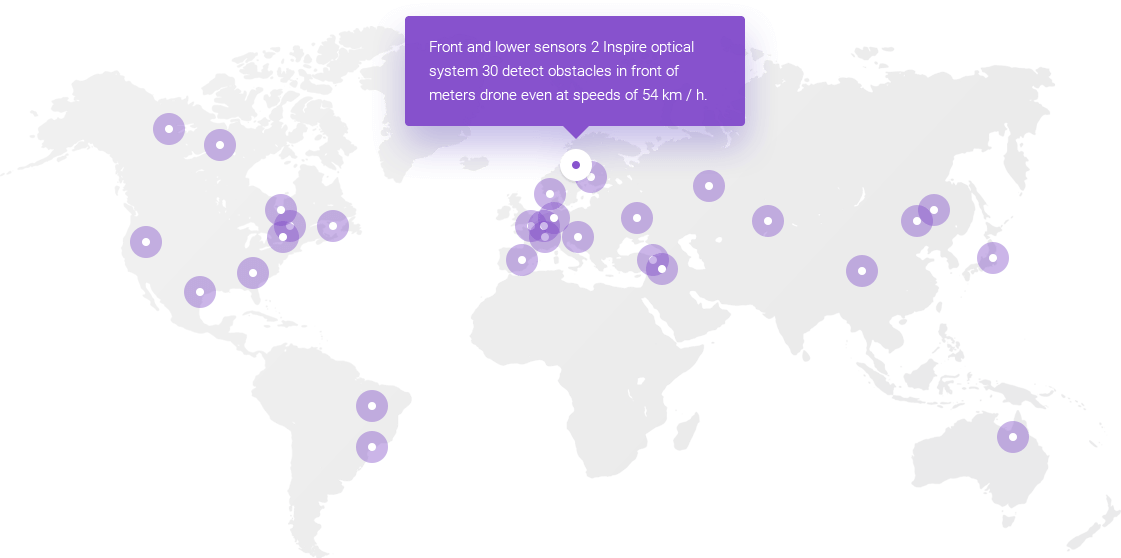 Front and lower sensors 2 Inspire optical
system 30 detect obstacles in front of
meters drone even at speeds of 54 km / h.